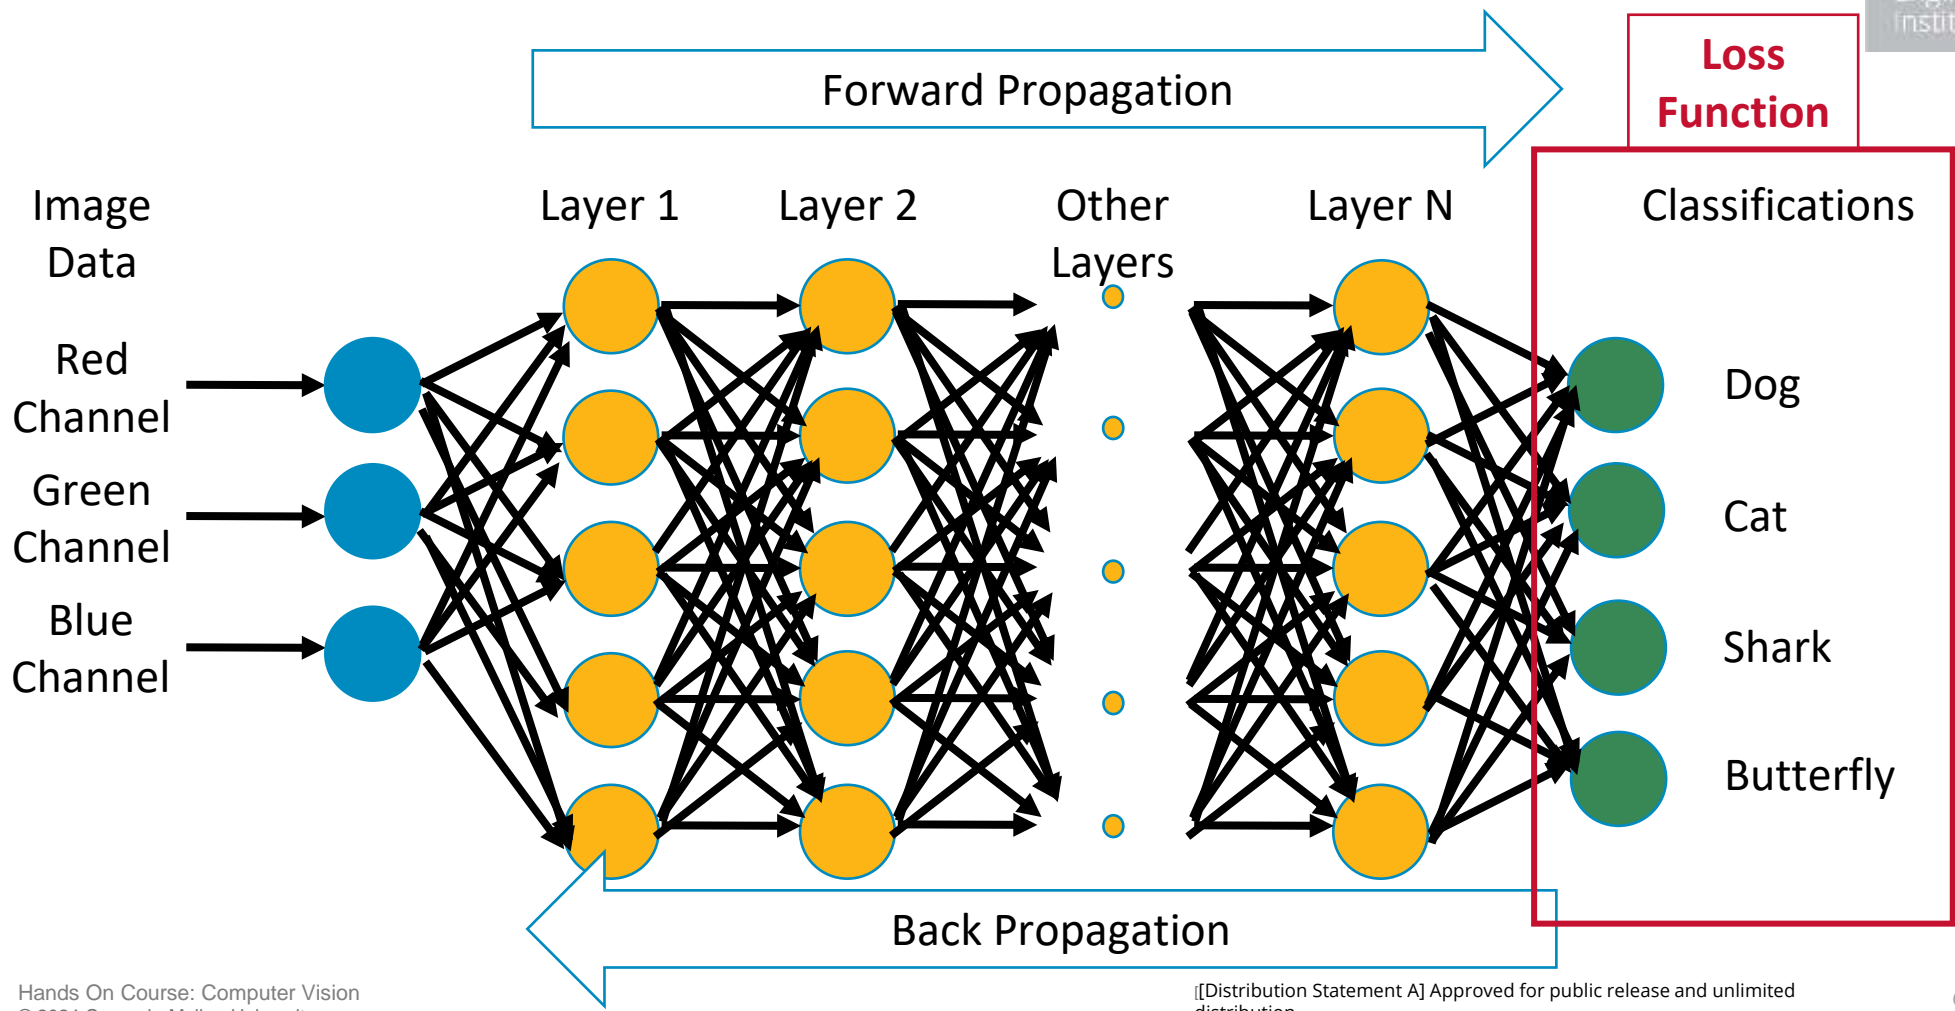 Forward Propagation
Loss
Function
Image
Data
Layer 1
Layer 2
Other
Layers
Layer N
Classifications
Red
Channel
Green
Channel
Blue
Channel
Dog
Cat
Shark
Butterfly
Back Propagation
Hands On Course: Computer Vision
[[Distribution Statement A] Approved for public release and unlimited